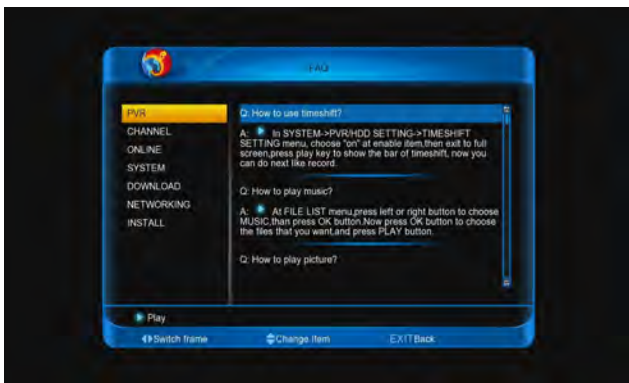 FAQ
PVR
CHANNEL
ONLINE
SYSTEM
DOWNLOAD
NETWORKING
INSTALL
Q: How to use timeshift?
A: In SYSTEM->PVR/HDD SETTING->TIMESHIFT
SETTING menu, choose "on" at enable item,then exit to full
screen,press play key to show the bar of timeshift, now you
can do next like record.
Q: How to play music?
A: At FILE LIST menu,press left or right button to choose
MUSIC,than press OK button.Now press OK button to choose
the files that you want,and press PLAY button.
Q: How to play picture?
Play
Switch frame Change Item EXIT Back